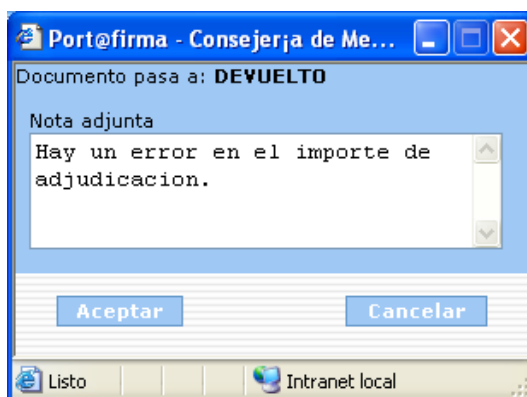 Port@firma - Consejer¡a de Me...
Documento pasa a: DEVUELTO
Nota adjunta
Hay un error en el importe de
adjudicacion.
Aceptar Cancelar
Listo Intranet local